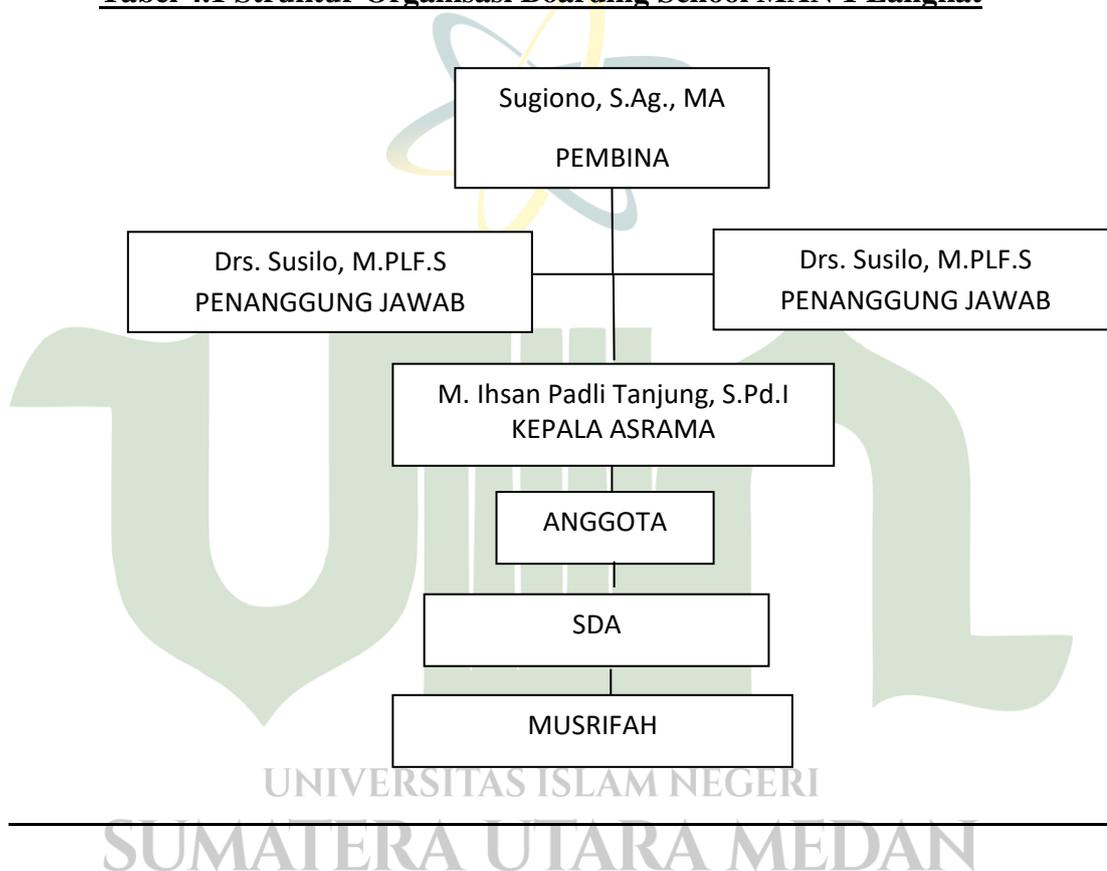 Tabel 4.1 Struktur Organisasi Boarding School MAN 1 Langkat
Sugiono, S.Ag., MA
PEMBINA
Drs. Susilo, M.PLF.S
PENANGGUNG JAWAB
Drs. Susilo, M.PLF.S
PENANGGUNG JAWAB
M. Ihsan Padli Tanjung, S.Pd.I
KEPALA ASRAMA
ANGGOTA
SDA
MUSRIFAH
UNIVERSITAS ISLAM NEGERI
SUMATERA UTARA MEDAN